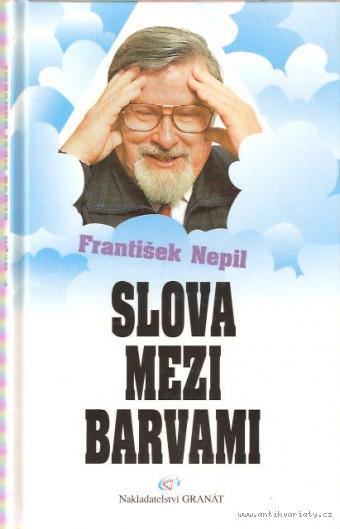 František Nepil
SLOVA
MEZI
BARVAMI
Nakladatelství GRANÁT
www.antikvariaty.cz